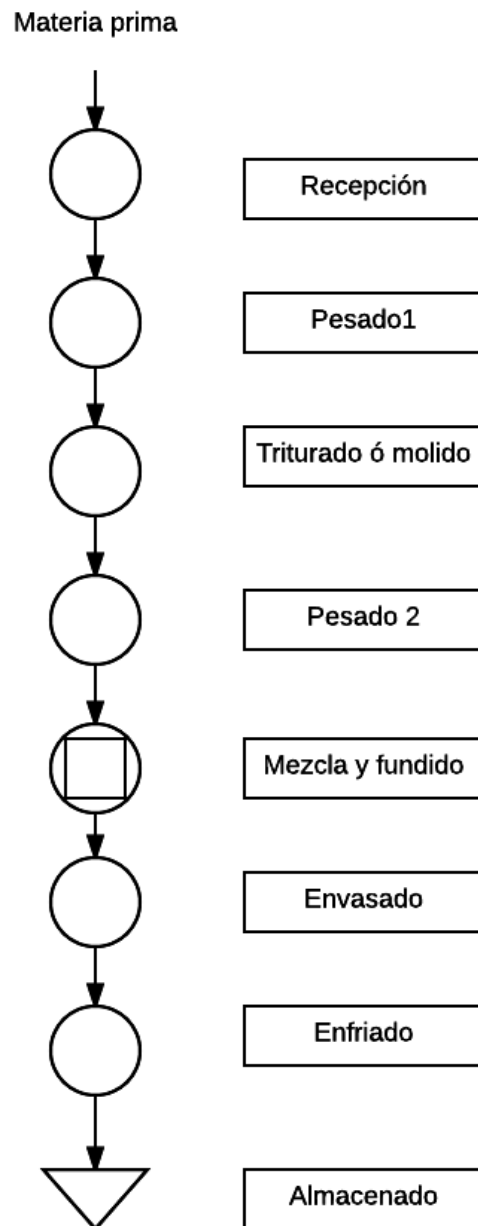 Materia prima
Recepción
Pesado1
Triturado ó molido
Pesado 2
Mezcla y fundido
Envasado
Enfriado
Almacenado